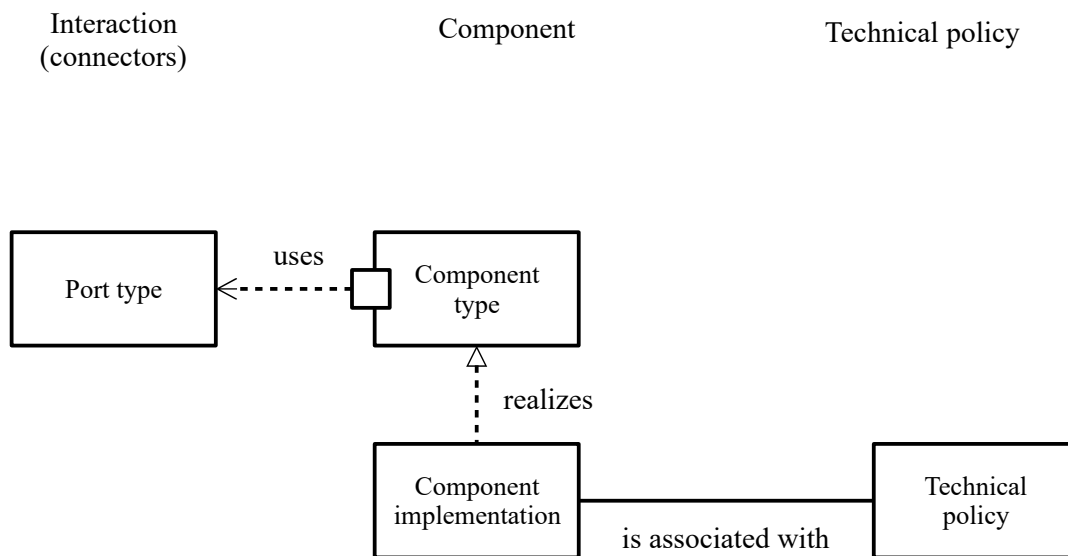 Interaction
(connectors)
Component
Technical policy
uses
Port type
Component
type
realizes
Component
implementation
is associated with
Technical
policy